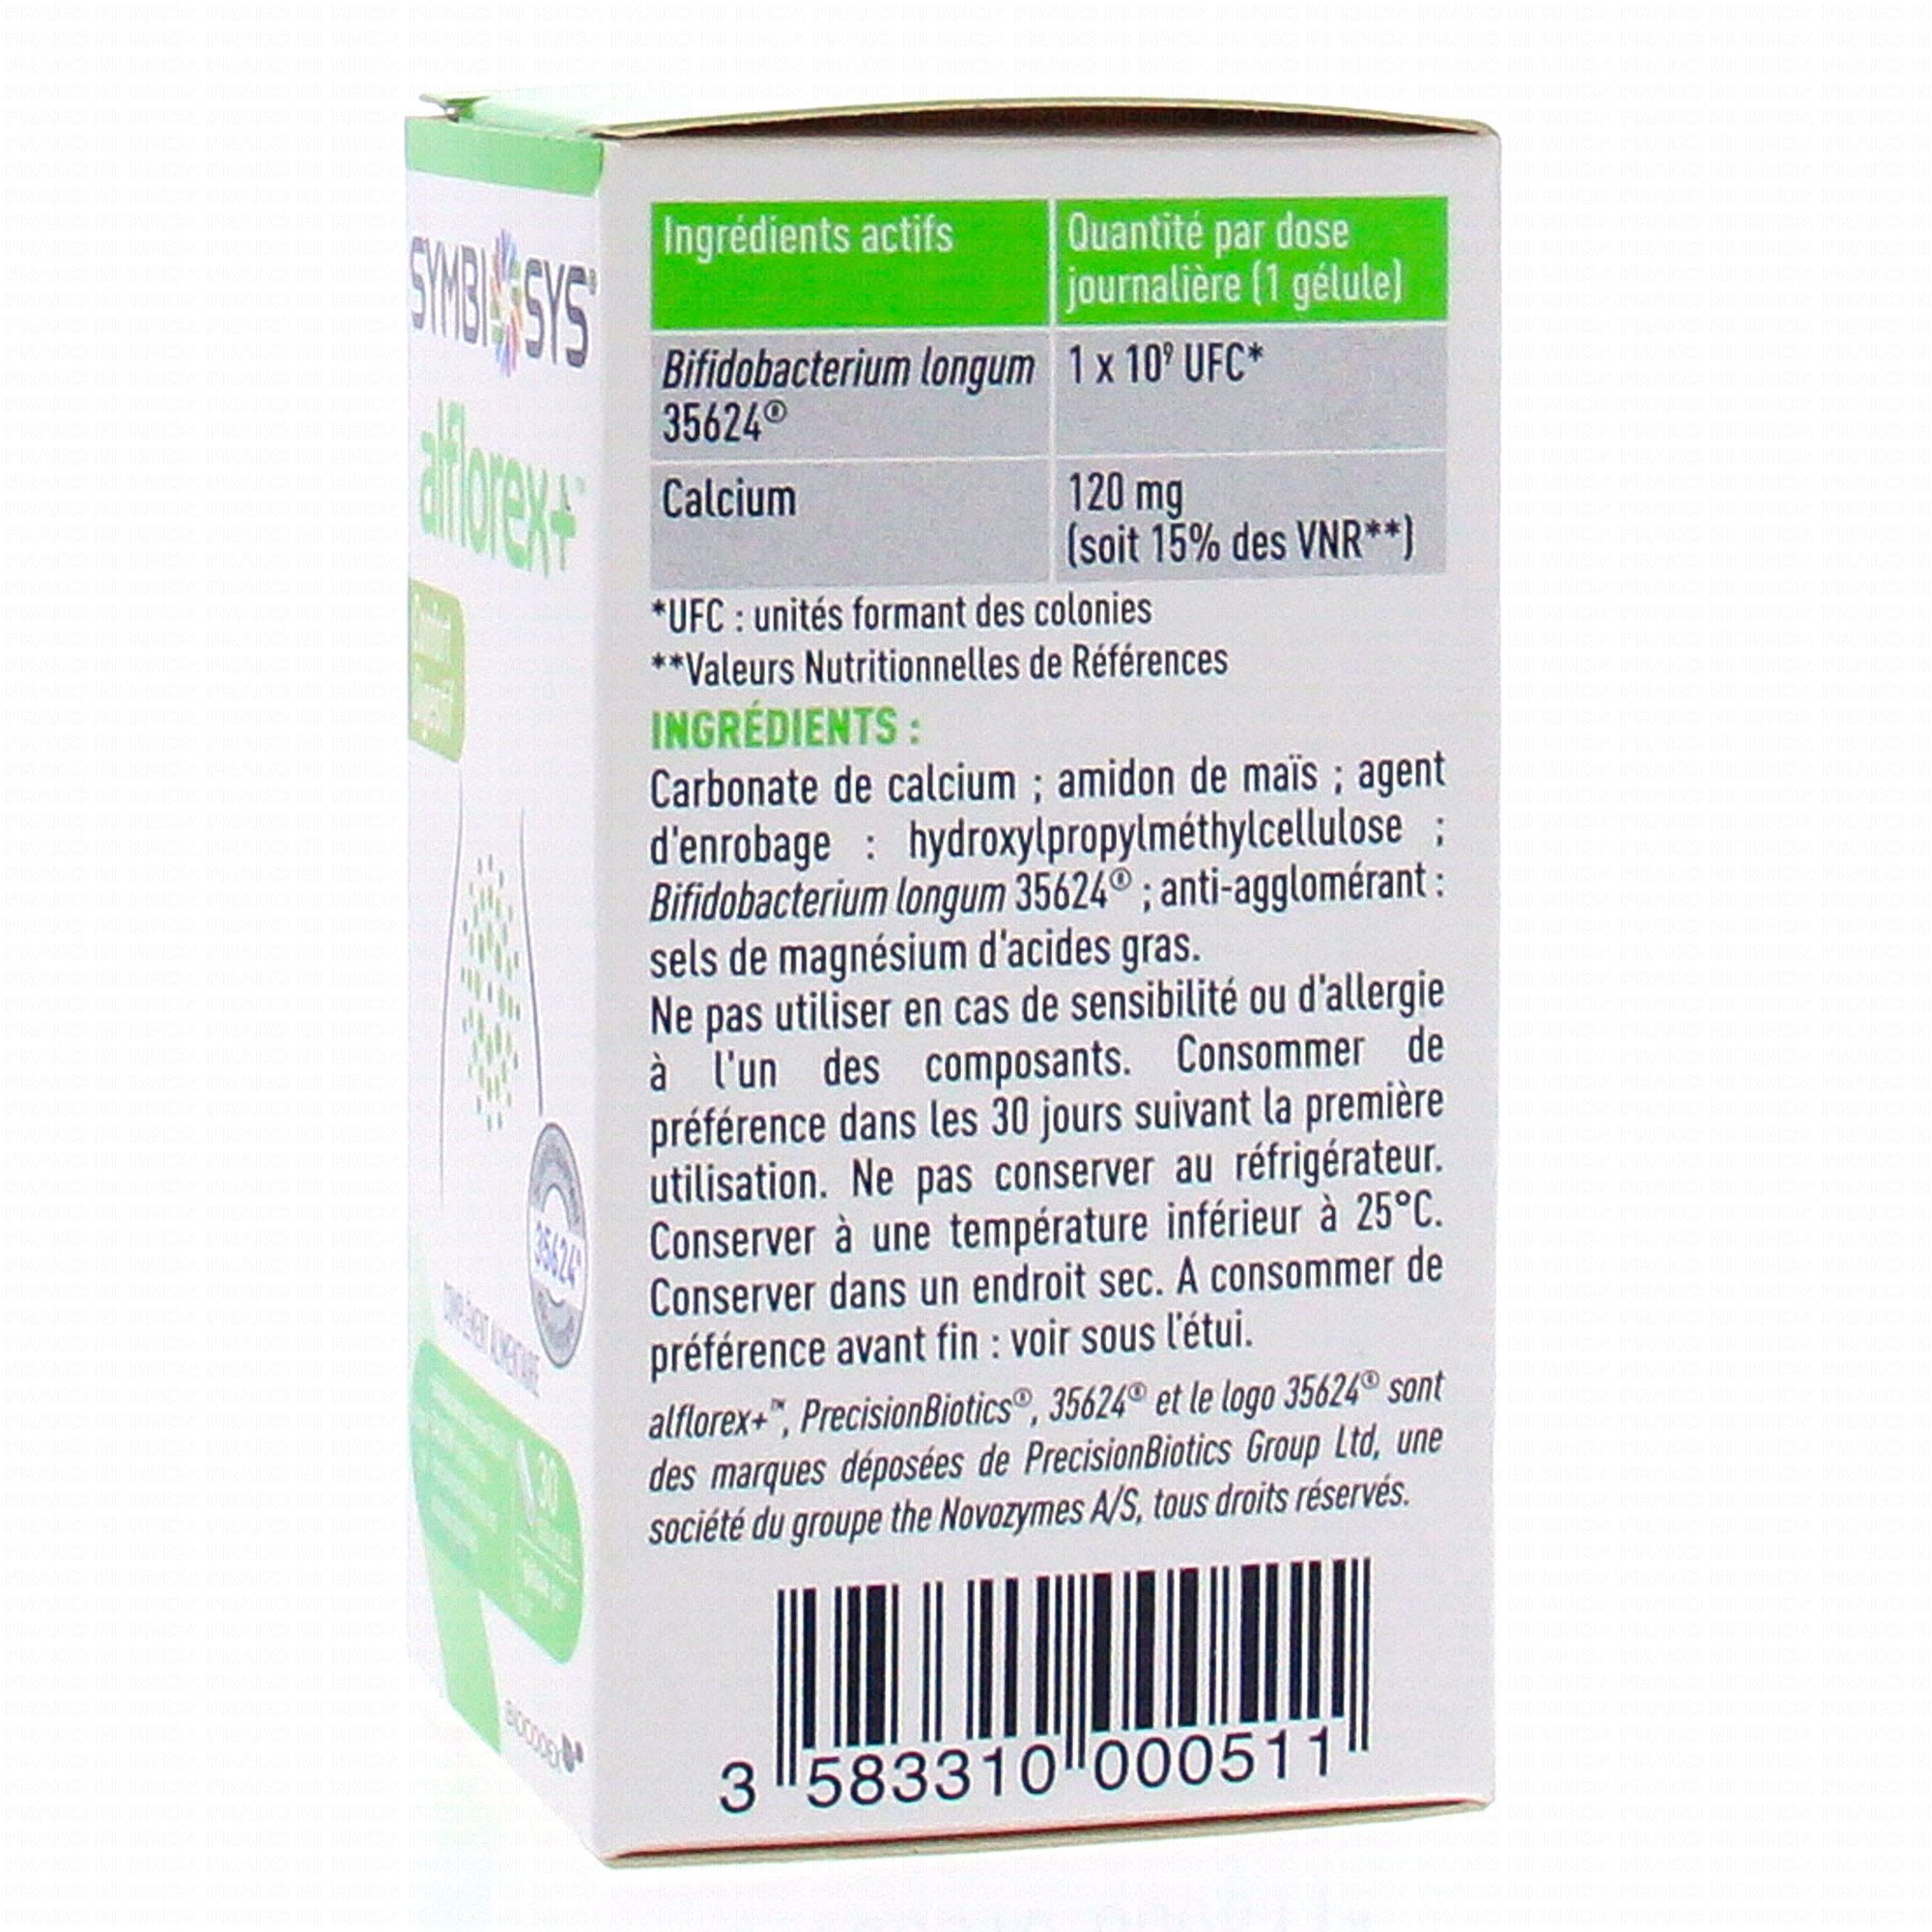 SYMBIOSYS®
alflorex+™
35624®
COMPLÉMENT ALIMENTAIRE
30
BIOCODEX
Ingrédients actifs
Quantité par dose
journalière (1 gélule)
Bifidobacterium longum
35624®
1 x 10⁹ UFC*
Calcium
120 mg
(soit 15% des VNR**)
*UFC : unités formant des colonies
**Valeurs Nutritionnelles de Références
INGRÉDIENTS :
Carbonate de calcium ; amidon de maïs ; agent
d'enrobage : hydroxylpropylméthylcellulose ;
Bifidobacterium longum 35624® ; anti-agglomérant :
sels de magnésium d'acides gras.
Ne pas utiliser en cas de sensibilité ou d'allergie
à l'un des composants. Consommer de
préférence dans les 30 jours suivant la première
utilisation. Ne pas conserver au réfrigérateur.
Conserver à une température inférieur à 25°C.
Conserver dans un endroit sec. A consommer de
préférence avant fin : voir sous l'étui.
alflorex+™, PrecisionBiotics®, 35624® et le logo 35624® sont
des marques déposées de PrecisionBiotics Group Ltd, une
société du groupe the Novozymes A/S, tous droits réservés.
3 583310 000511